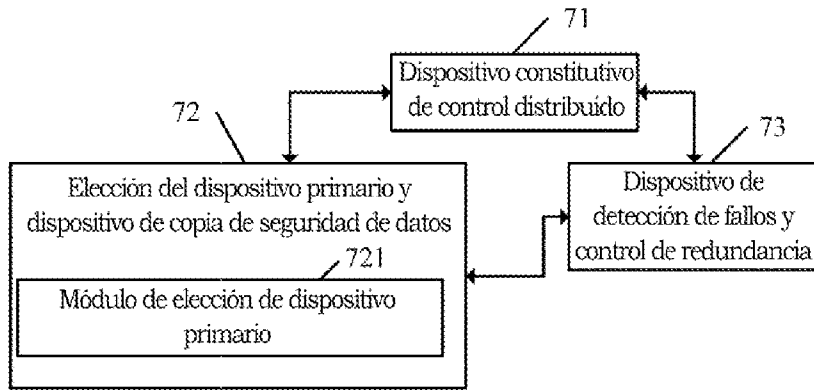 71
Dispositivo constitutivo
de control distribuído
72
Elección del dispositivo primario y
dispositivo de copia de seguridad de datos
721
Módulo de elección de dispositivo
primario
73
Dispositivo de
detección de fallos y
control de redundancia